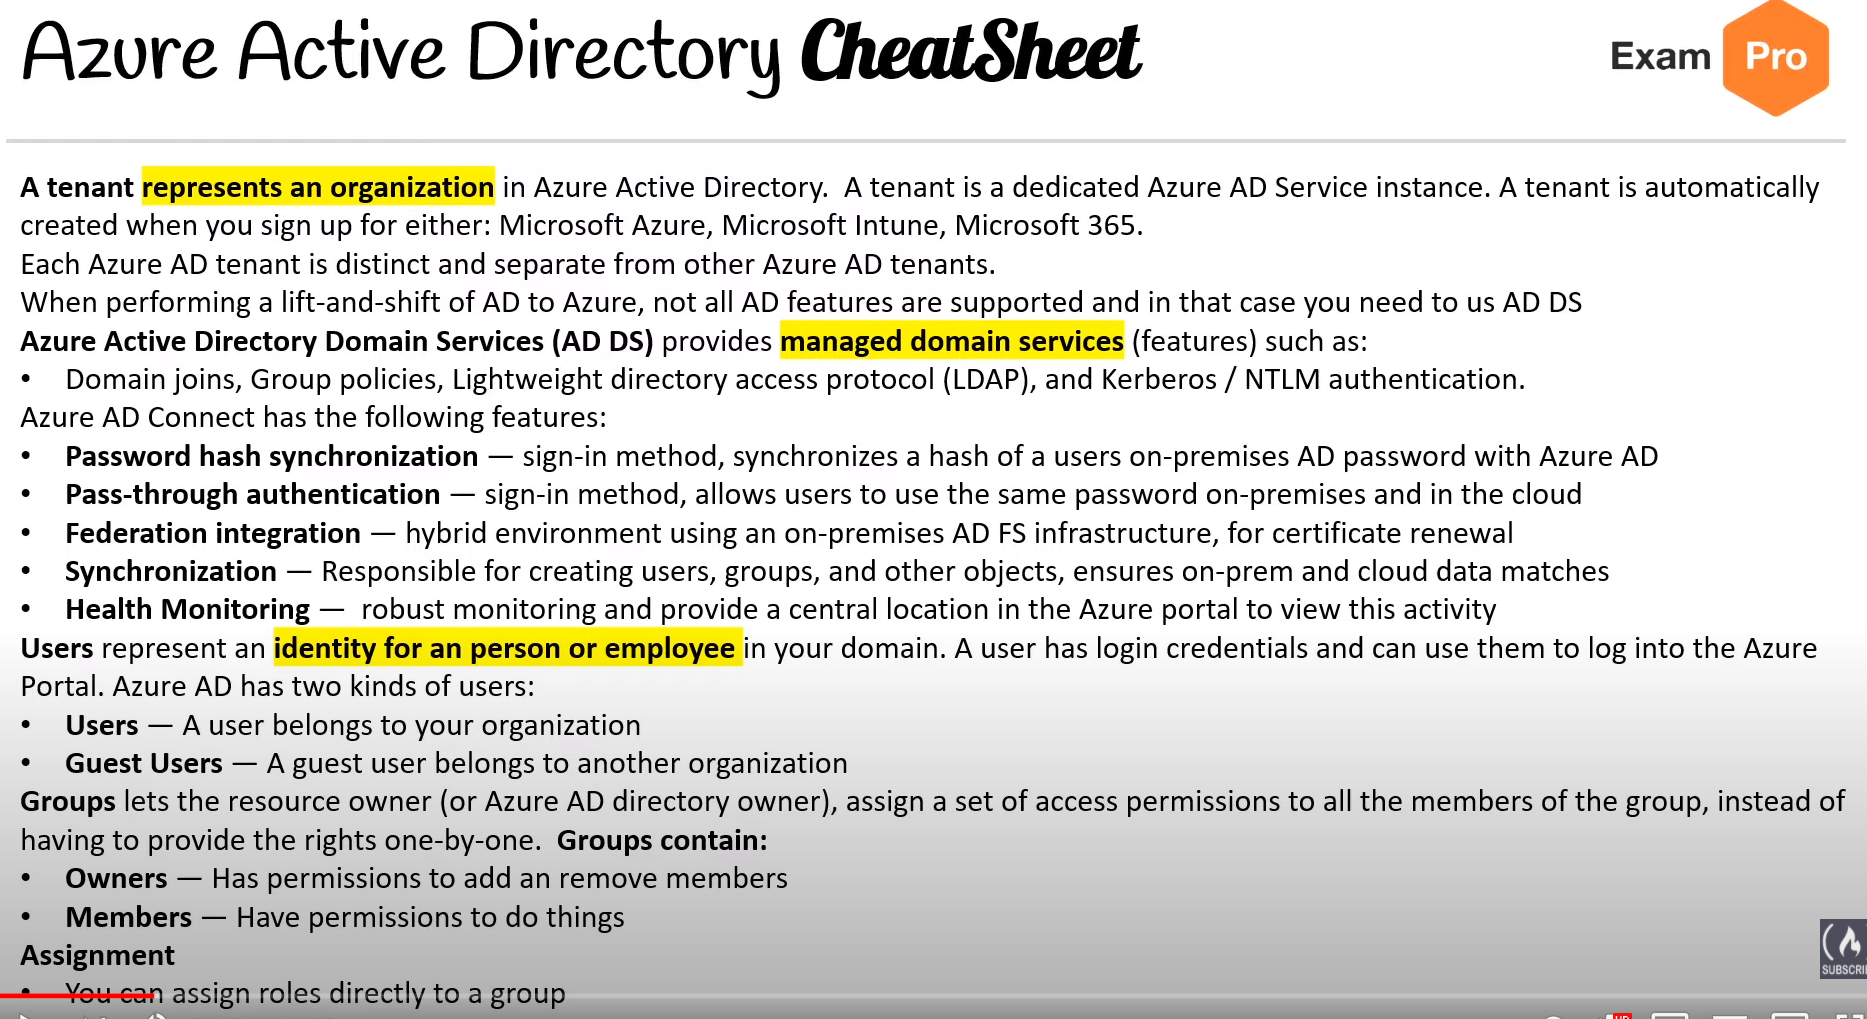 Azure Active Directory CheatSheet
Exam Pro
A tenant represents an organization in Azure Active Directory.  A tenant is a dedicated Azure AD Service instance. A tenant is automatically
created when you sign up for either: Microsoft Azure, Microsoft Intune, Microsoft 365.
Each Azure AD tenant is distinct and separate from other Azure AD tenants.
When performing a lift-and-shift of AD to Azure, not all AD features are supported and in that case you need to us AD DS
Azure Active Directory Domain Services (AD DS) provides managed domain services (features) such as:
• Domain joins, Group policies, Lightweight directory access protocol (LDAP), and Kerberos / NTLM authentication.
Azure AD Connect has the following features:
• Password hash synchronization — sign-in method, synchronizes a hash of a users on-premises AD password with Azure AD
• Pass-through authentication — sign-in method, allows users to use the same password on-premises and in the cloud
• Federation integration — hybrid environment using an on-premises AD FS infrastructure, for certificate renewal
• Synchronization — Responsible for creating users, groups, and other objects, ensures on-prem and cloud data matches
• Health Monitoring —  robust monitoring and provide a central location in the Azure portal to view this activity
Users represent an identity for an person or employee in your domain. A user has login credentials and can use them to log into the Azure
Portal. Azure AD has two kinds of users:
• Users — A user belongs to your organization
• Guest Users — A guest user belongs to another organization
Groups lets the resource owner (or Azure AD directory owner), assign a set of access permissions to all the members of the group, instead of
having to provide the rights one-by-one.  Groups contain:
• Owners — Has permissions to add an remove members
• Members — Have permissions to do things
SUBSCRI
Assignment
• You can assign roles directly to a group